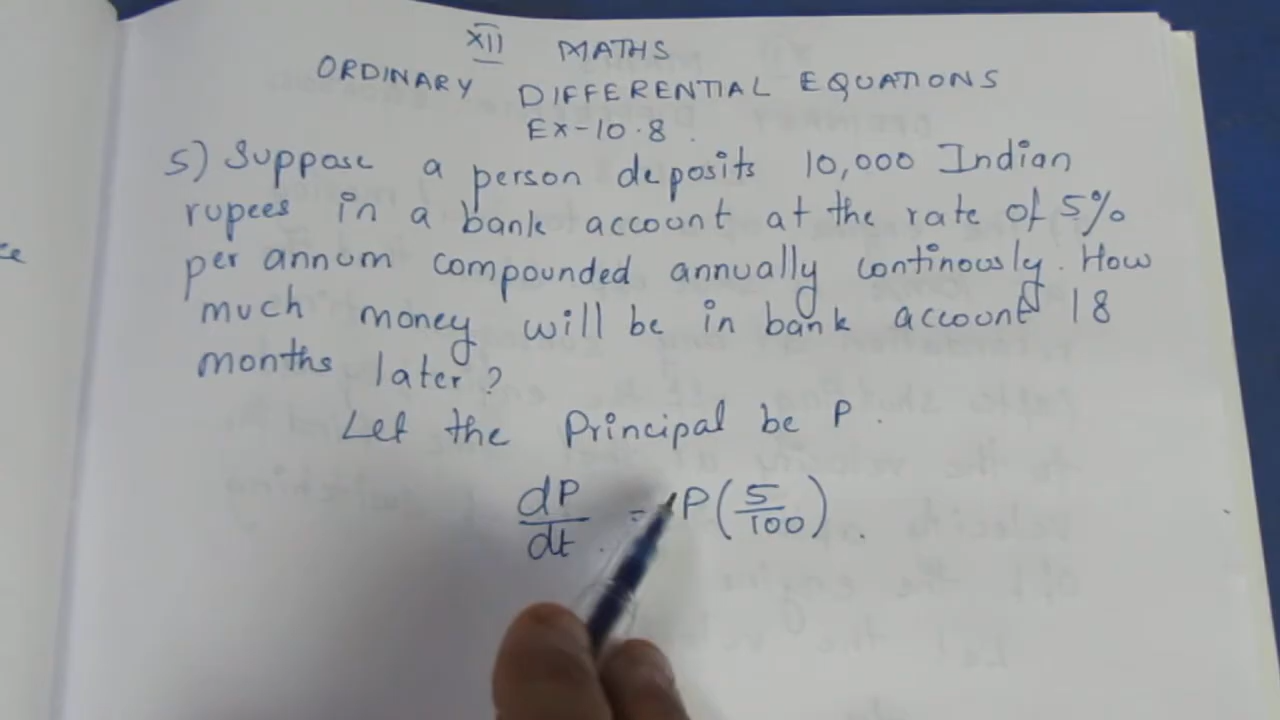 XII MATHS
ORDINARY DIFFERENTIAL EQUATIONS
EX-10.8
5) Suppose a person deposits 10,000 Indian
rupees in a bank account at the rate of 5%
per annum compounded annually continously. How
much money will be in bank account 18
months later?
Let the Principal be P.
dP/dt = P(5/100).